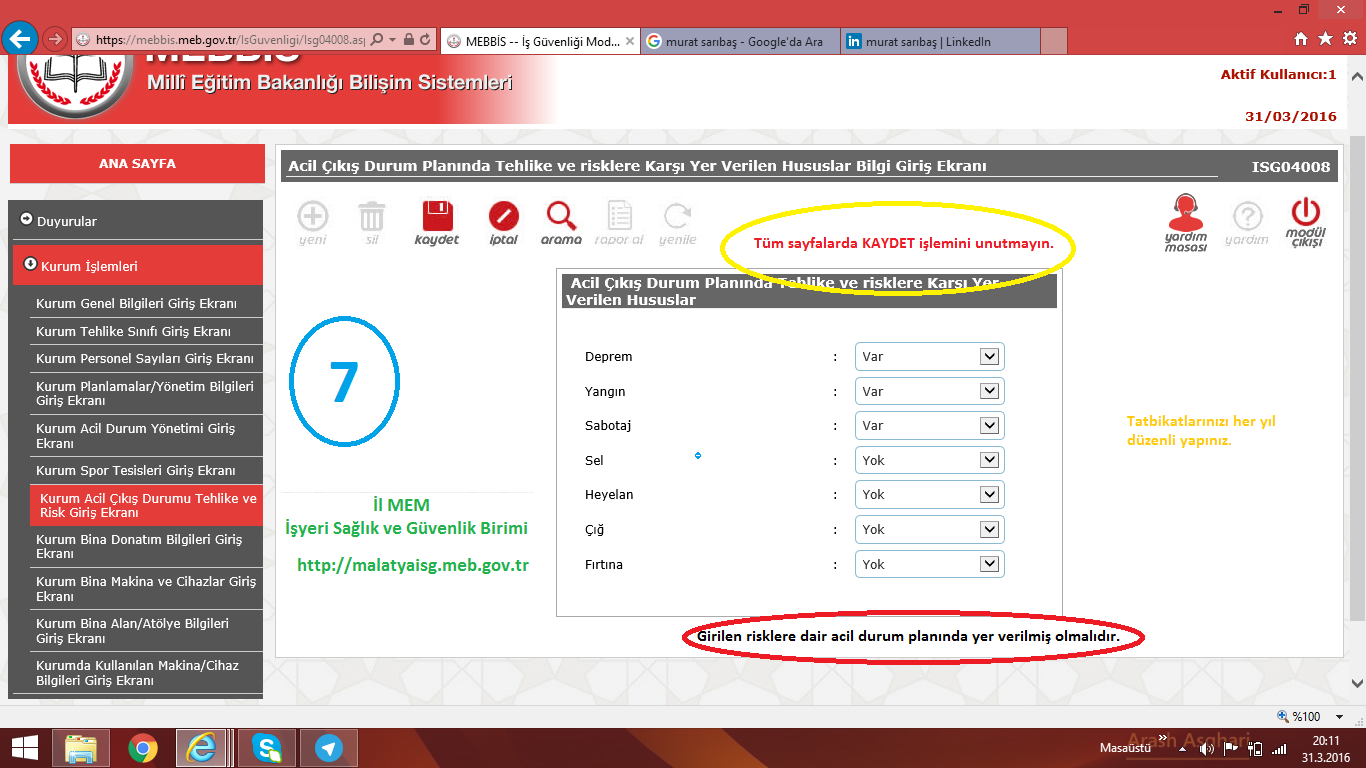 https://mebbis.meb.gov.tr/IsGuvenligi/Isg04008.as
MEBBİS -- İş Güvenliği Mod...
murat sarıbaş - Google'da Ara
murat sarıbaş | LinkedIn
MEBBİS
Millî Eğitim Bakanlığı Bilişim Sistemleri
Aktif Kullanıcı:1
31/03/2016
ANA SAYFA
Duyurular
Kurum İşlemleri
Kurum Genel Bilgileri Giriş Ekranı
Kurum Tehlike Sınıfı Giriş Ekranı
Kurum Personel Sayıları Giriş Ekranı
Kurum Planlamalar/Yönetim Bilgileri
Giriş Ekranı
Kurum Acil Durum Yönetimi Giriş
Ekranı
Kurum Spor Tesisleri Giriş Ekranı
Kurum Acil Çıkış Durumu Tehlike ve
Risk Giriş Ekranı
Kurum Bina Donatım Bilgileri Giriş
Ekranı
Kurum Bina Makina ve Cihazlar Giriş
Ekranı
Kurum Bina Alan/Atölye Bilgileri
Giriş Ekranı
Kurumda Kullanılan Makina/Cihaz
Bilgileri Giriş Ekranı
Acil Çıkış Durum Planında Tehlike ve risklere Karşı Yer Verilen Hususlar Bilgi Giriş Ekranı
ISG04008
yeni
sil
kaydet
iptal
arama
rapor al
yenile
Tüm sayfalarda KAYDET işlemini unutmayın.
yardım
masası
yardım
modül
çıkışı
Acil Çıkış Durum Planında Tehlike ve risklere Karşı Yer
Verilen Hususlar
7
Deprem : Var
Yangın : Var
Sabotaj : Var
Sel : Yok
Heyelan : Yok
Çığ : Yok
Fırtına : Yok
Tatbikatlarınızı her yıl
düzenli yapınız.
İl MEM
İşyeri Sağlık ve Güvenlik Birimi
http://malatyaisg.meb.gov.tr
Girilen risklere dair acil durum planında yer verilmiş olmalıdır.
%100
Arash Asghari
Masaüstü
20:11
31.3.2016